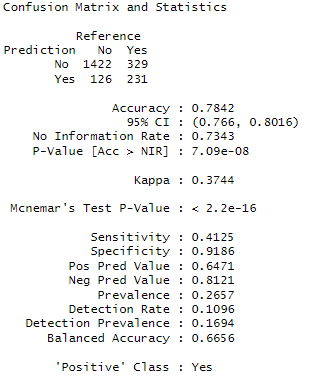 Confusion Matrix and Statistics
Reference
Prediction No Yes
No 1422 329
Yes 126 231
Accuracy : 0.7842
95% CI : (0.766, 0.8016)
No Information Rate : 0.7343
P-Value [Acc > NIR] : 7.09e-08
Kappa : 0.3744
Mcnemar's Test P-Value : < 2.2e-16
Sensitivity : 0.4125
Specificity : 0.9186
Pos Pred Value : 0.6471
Neg Pred Value : 0.8121
Prevalence : 0.2657
Detection Rate : 0.1096
Detection Prevalence : 0.1694
Balanced Accuracy : 0.6656
'Positive' Class : Yes